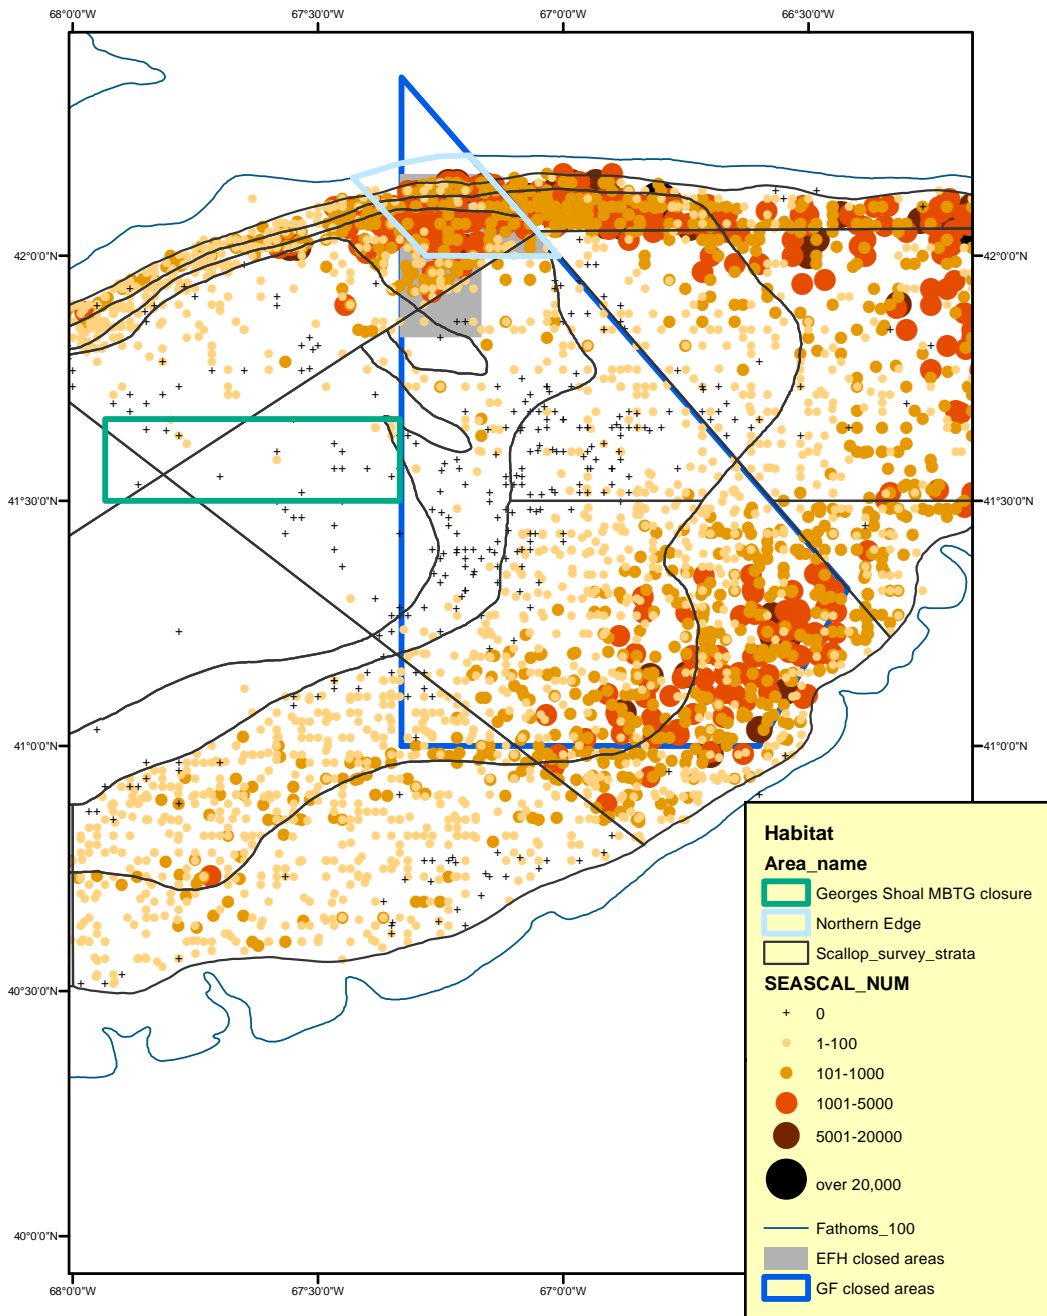 68°0'0"W
67°30'0"W
67°0'0"W
66°30'0"W
42°0'0"N
42°0'0"N
41°30'0"N
41°30'0"N
41°0'0"N
41°0'0"N
40°30'0"N
40°0'0"N
68°0'0"W
67°30'0"W
67°0'0"W
Habitat
Area_name
Georges Shoal MBTG closure
Northern Edge
Scallop_survey_strata
SEASCAL_NUM
0
1-100
101-1000
1001-5000
5001-20000
over 20,000
Fathoms_100
EFH closed areas
GF closed areas